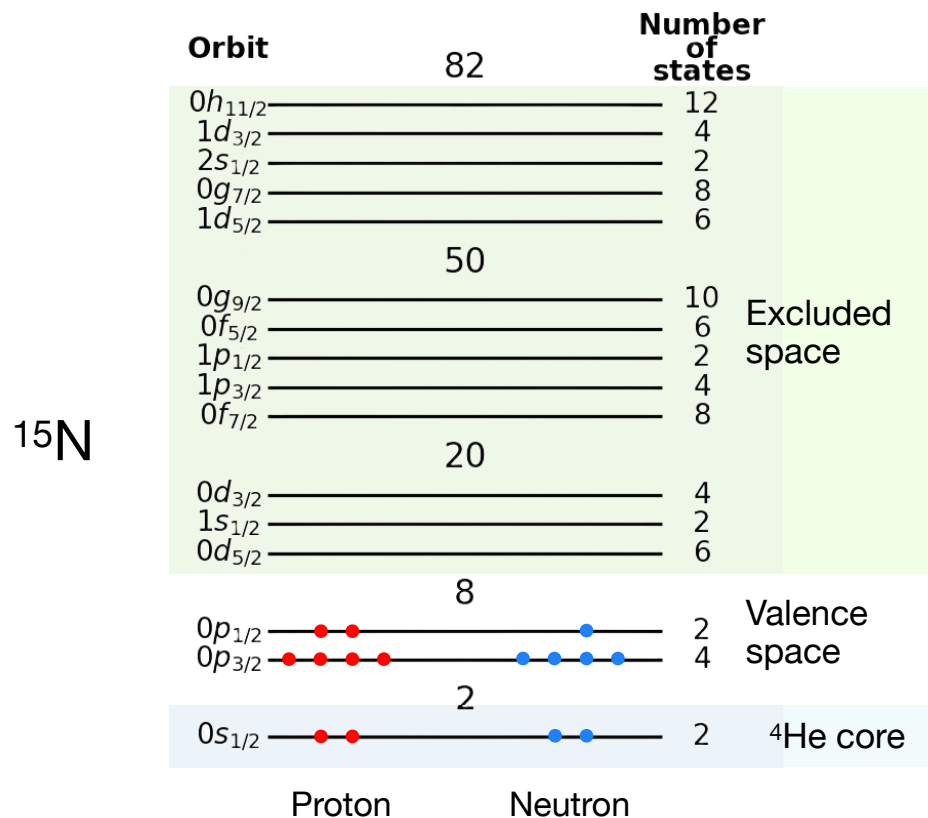 Orbit
Number
of
states
82
0h11/2 12
1d3/2 4
2s1/2 2
0g7/2 8
1d5/2 6
50
0g9/2 10
0f5/2 6
1p1/2 2
1p3/2 4
0f7/2 8
Excluded
space
15N
20
0d3/2 4
1s1/2 2
0d5/2 6
8
0p1/2 2
0p3/2 4
Valence
space
2
0s1/2 2
4He core
Proton Neutron